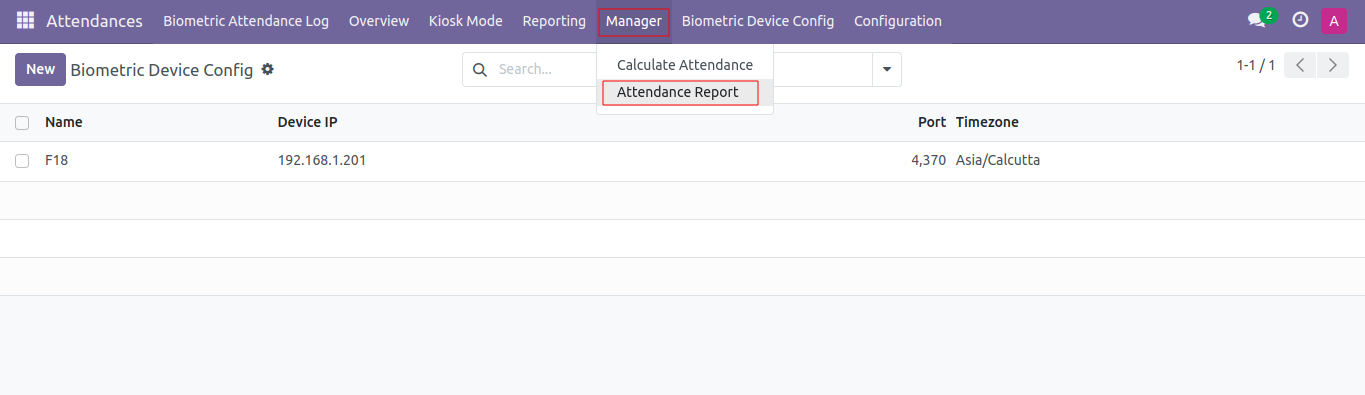 Attendances Biometric Attendance Log Overview Kiosk Mode Reporting Manager Biometric Device Config Configuration 2 A
New Biometric Device Config Search... 1-1 / 1
Calculate Attendance
Attendance Report
Name Device IP Port Timezone
F18 192.168.1.201 4,370 Asia/Calcutta